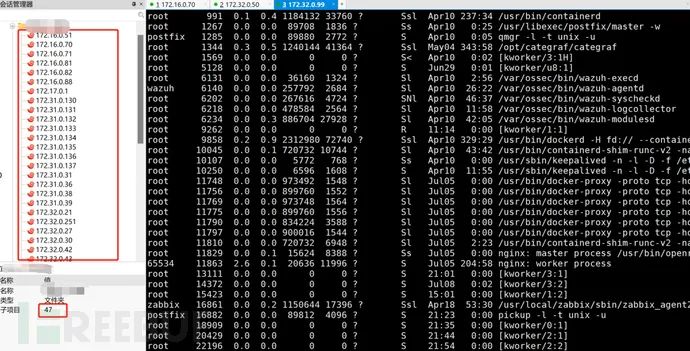 会话管理器
1 172.16.0.70 2 172.32.0.50 3 172.32.0.99
172.16.0.51
172.16.0.70
172.16.0.71
172.16.0.81
172.16.0.82
172.16.0.88
172.17.0.1
172.31.0.130
172.31.0.131
172.31.0.132
172.31.0.133
172.31.0.134
172.31.0.135
172.31.0.136
172.31.0.137
172.31.0.31
172.31.0.36
172.31.0.38
172.31.0.39
172.32.0.21
172.32.0.251
172.32.0.27
172.32.0.30
172.32.0.42
172.32.0.43
名称 值
名称
类型 文件夹
子项目 47
root 991 0.1 0.4 1184132 33760 ? Ssl Apr10 237:34 /usr/bin/containerd
root 1267 0.0 0.0 89708 1836 ? Ss Apr10 0:25 /usr/libexec/postfix/master -w
postfix 1285 0.0 0.0 89880 2772 ? S Apr10 0:05 qmgr -l -t unix -u
root 1344 0.3 0.5 1240144 41364 ? Ssl May04 343:58 /opt/categraf/categraf
root 1569 0.0 0.0 0 0 ? S< Apr10 0:02 [kworker/3:1H]
root 5128 0.0 0.0 0 0 ? S Jun29 0:01 [kworker/u8:1]
root 6131 0.0 0.0 36160 1324 ? Sl Apr10 2:56 /var/ossec/bin/wazuh-execd
wazuh 6140 0.0 0.0 257792 2684 ? Sl Apr10 26:22 /var/ossec/bin/wazuh-agentd
root 6202 0.0 0.0 267616 4724 ? SNl Apr10 46:37 /var/ossec/bin/wazuh-syscheckd
root 6218 0.0 0.0 478584 2564 ? Sl Apr10 11:58 /var/ossec/bin/wazuh-logcollector
root 6234 0.0 0.3 886704 27928 ? Sl Apr10 42:05 /var/ossec/bin/wazuh-modulesd
root 9262 0.0 0.0 0 0 ? R 11:14 0:00 [kworker/1:1]
root 9858 0.2 0.9 2312980 72740 ? Ssl Apr10 329:29 /usr/bin/dockerd -H fd:// --containe
root 10045 0.0 0.1 720732 10744 ? Sl Apr10 43:42 /usr/bin/containerd-shim-runc-v2 -na
root 10107 0.0 0.0 5772 768 ? Ss Apr10 0:00 /usr/sbin/keepalived -n -l -D -f /et
root 10250 0.0 0.0 6596 1608 ? S Apr10 11:55 /usr/sbin/keepalived -n -l -D -f /et
root 11748 0.0 0.0 973492 1548 ? Sl Jul05 0:00 /usr/bin/docker-proxy -proto tcp -ho
root 11756 0.0 0.0 899760 1552 ? Sl Jul05 0:00 /usr/bin/docker-proxy -proto tcp -ho
root 11769 0.0 0.0 973748 1564 ? Sl Jul05 0:00 /usr/bin/docker-proxy -proto tcp -ho
root 11775 0.0 0.0 899760 1556 ? Sl Jul05 0:00 /usr/bin/docker-proxy -proto tcp -ho
root 11790 0.0 0.0 834224 3588 ? Sl Jul05 0:00 /usr/bin/docker-proxy -proto tcp -ho
root 11797 0.0 0.0 900016 1544 ? Sl Jul05 0:00 /usr/bin/docker-proxy -proto tcp -ho
root 11810 0.0 0.0 720732 6948 ? Sl Jul05 2:23 /usr/bin/containerd-shim-runc-v2 -na
root 11829 0.0 0.1 15624 8388 ? Ss Jul05 0:00 nginx: master process /usr/bin/openr
65534 11863 2.6 0.1 20636 11996 ? S Jul05 204:58 nginx: worker process
root 13111 0.0 0.0 0 0 ? S 21:01 0:00 [kworker/3:1]
root 14372 0.0 0.0 0 0 ? S Jul08 0:02 [kworker/3:2]
root 15423 0.0 0.0 0 0 ? S 15:01 0:00 [kworker/1:2]
zabbix 16861 0.0 0.2 1150644 17396 ? Ssl Apr18 53:30 /usr/local/zabbix/sbin/zabbix_agent2
postfix 16882 0.0 0.0 89812 4096 ? S 21:23 0:00 pickup -l -t unix -u
root 18909 0.0 0.0 0 0 ? S 21:35 0:00 [kworker/0:1]
root 20429 0.0 0.0 0 0 ? S 21:44 0:00 [kworker/2:1]
root 22196 0.0 0.0 0 0 ? S 21:54 0:00 [kworker/2:2]